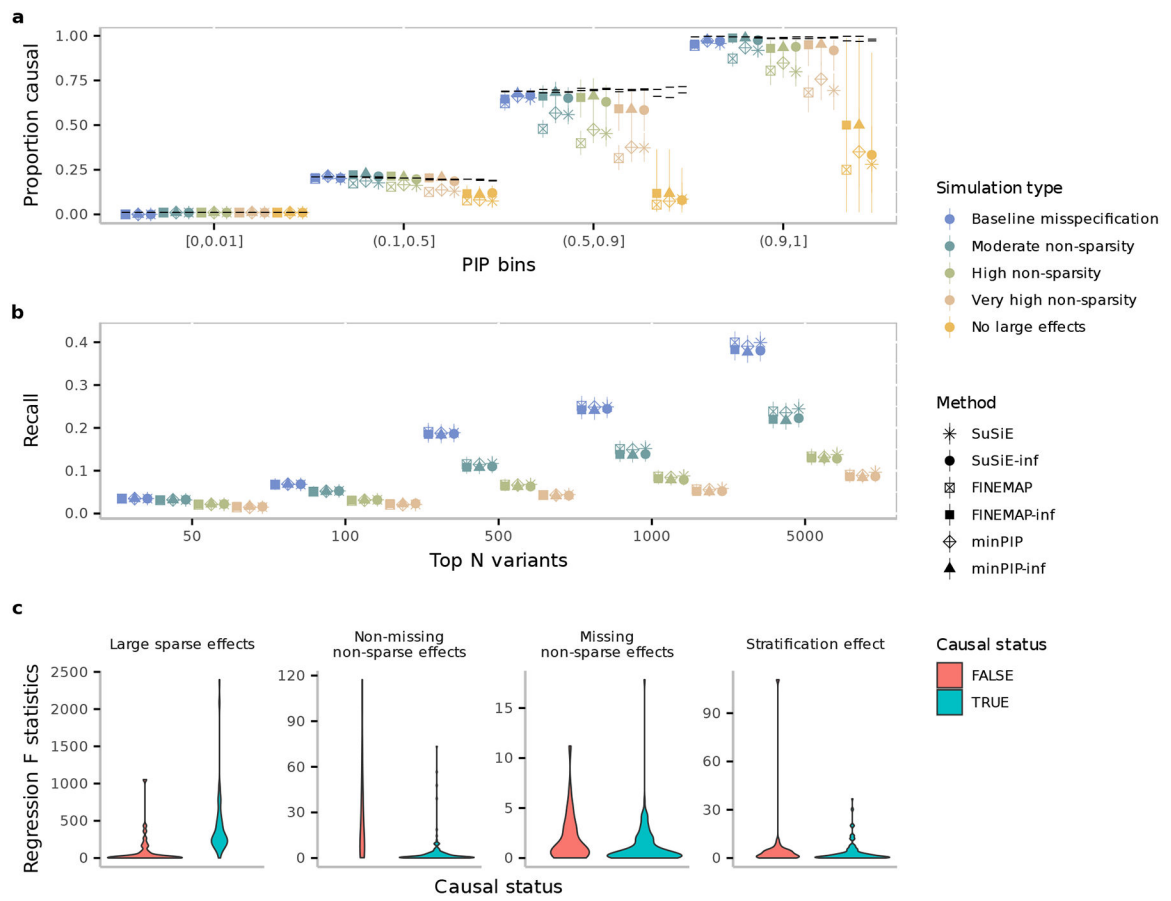 a
1.00
0.75
0.50
0.25
0.00
Proportion causal
[0,0.01]
(0.1,0.5]
(0.5,0.9]
(0.9,1]
PIP bins
Simulation type
Baseline misspecification
Moderate non-sparsity
High non-sparsity
Very high non-sparsity
No large effects
b
0.4
0.3
0.2
0.1
0.0
Recall
50
100
500
1000
5000
Top N variants
Method
SuSiE
SuSiE-inf
FINEMAP
FINEMAP-inf
minPIP
minPIP-inf
c
Regression F statistics
Large sparse effects
2500
2000
1500
1000
500
0
Non-missing
non-sparse effects
120
90
60
30
0
Missing
non-sparse effects
15
10
5
0
Stratification effect
90
60
30
0
Causal status
Causal status
FALSE
TRUE